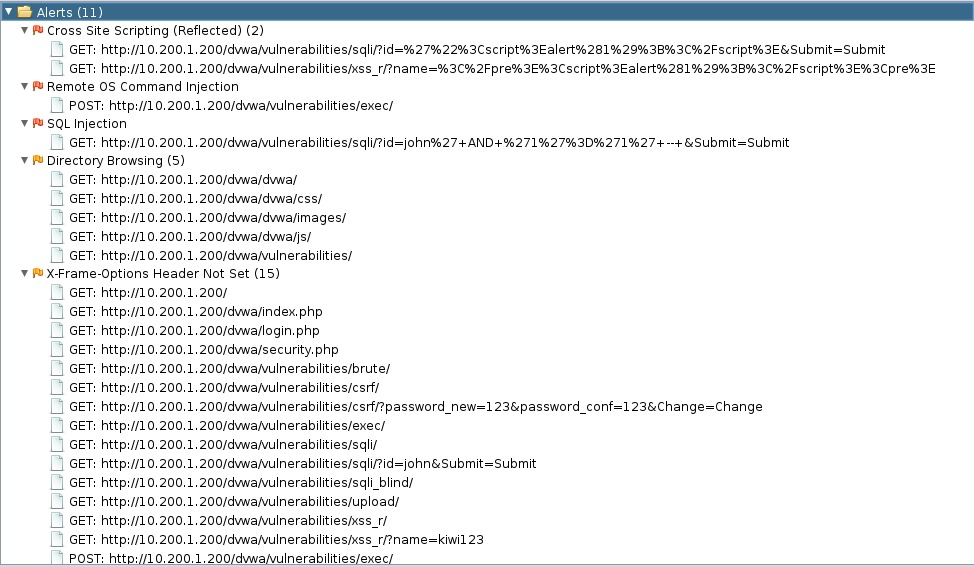 Alerts (11)
Cross Site Scripting (Reflected) (2)
GET: http://10.200.1.200/dvwa/vulnerabilities/sqli/?id=%27%22%3Cscript%3Ealert%281%29%3B%3C%2Fscript%3E&Submit=Submit
GET: http://10.200.1.200/dvwa/vulnerabilities/xss_r/?name=%3C%2Fpre%3E%3Cscript%3Ealert%281%29%3B%3C%2Fscript%3E%3Cpre%3E
Remote OS Command Injection
POST: http://10.200.1.200/dvwa/vulnerabilities/exec/
SQL Injection
GET: http://10.200.1.200/dvwa/vulnerabilities/sqli/?id=john%27+AND+%271%27%3D%271%27+--+&Submit=Submit
Directory Browsing (5)
GET: http://10.200.1.200/dvwa/dvwa/
GET: http://10.200.1.200/dvwa/dvwa/css/
GET: http://10.200.1.200/dvwa/dvwa/images/
GET: http://10.200.1.200/dvwa/dvwa/js/
GET: http://10.200.1.200/dvwa/vulnerabilities/
X-Frame-Options Header Not Set (15)
GET: http://10.200.1.200/
GET: http://10.200.1.200/dvwa/index.php
GET: http://10.200.1.200/dvwa/login.php
GET: http://10.200.1.200/dvwa/security.php
GET: http://10.200.1.200/dvwa/vulnerabilities/brute/
GET: http://10.200.1.200/dvwa/vulnerabilities/csrf/
GET: http://10.200.1.200/dvwa/vulnerabilities/csrf/?password_new=123&password_conf=123&Change=Change
GET: http://10.200.1.200/dvwa/vulnerabilities/exec/
GET: http://10.200.1.200/dvwa/vulnerabilities/sqli/
GET: http://10.200.1.200/dvwa/vulnerabilities/sqli/?id=john&Submit=Submit
GET: http://10.200.1.200/dvwa/vulnerabilities/sqli_blind/
GET: http://10.200.1.200/dvwa/vulnerabilities/upload/
GET: http://10.200.1.200/dvwa/vulnerabilities/xss_r/
GET: http://10.200.1.200/dvwa/vulnerabilities/xss_r/?name=kiwi123
POST: http://10.200.1.200/dvwa/vulnerabilities/exec/